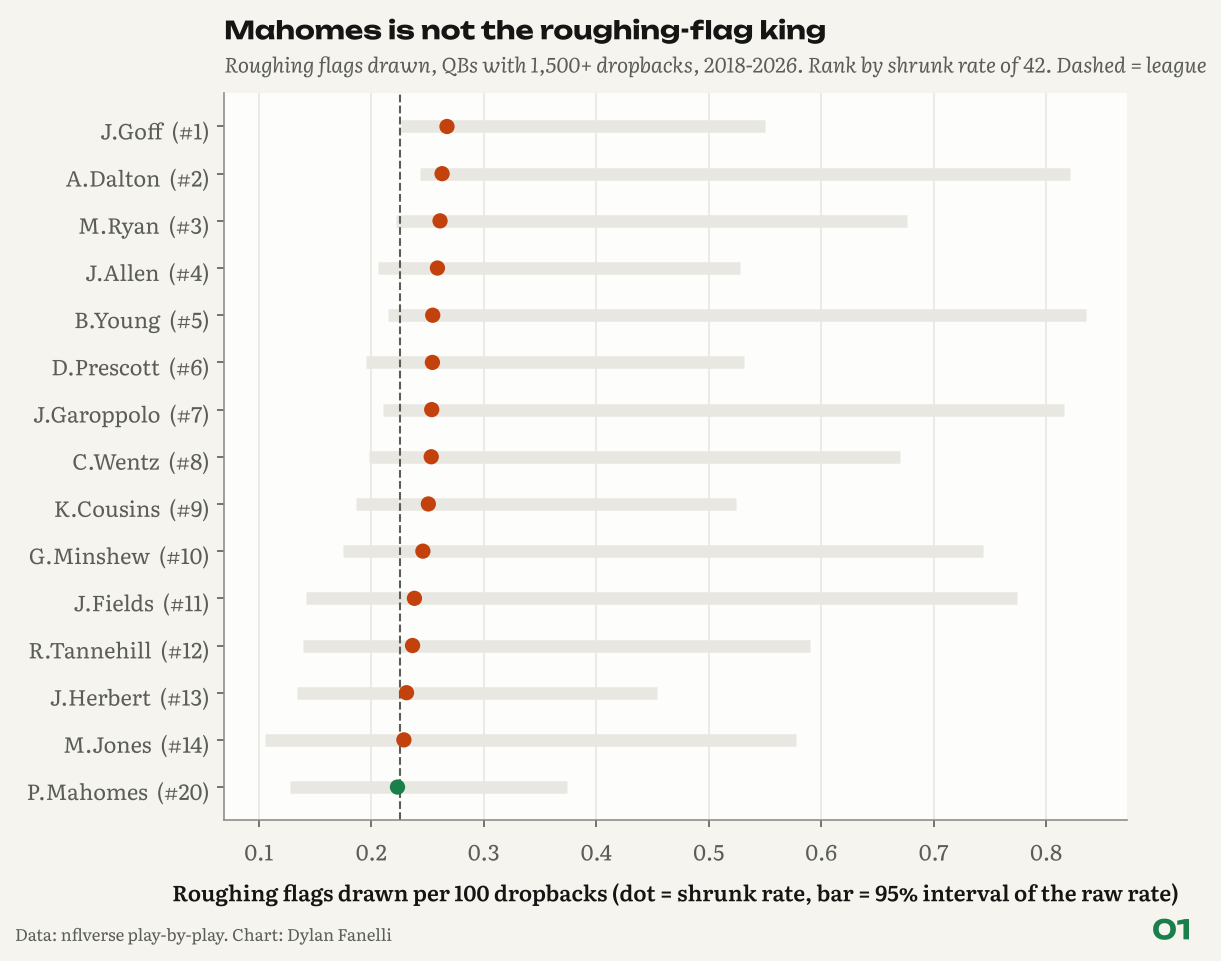 Mahomes is not the roughing-flag king
Roughing flags drawn, QBs with 1,500+ dropbacks, 2018-2026. Rank by shrunk rate of 42. Dashed = league
J.Goff (#1)
A.Dalton (#2)
M.Ryan (#3)
J.Allen (#4)
B.Young (#5)
D.Prescott (#6)
J.Garoppolo (#7)
C.Wentz (#8)
K.Cousins (#9)
G.Minshew (#10)
J.Fields (#11)
R.Tannehill (#12)
J.Herbert (#13)
M.Jones (#14)
P.Mahomes (#20)
0.1 0.2 0.3 0.4 0.5 0.6 0.7 0.8
Roughing flags drawn per 100 dropbacks (dot = shrunk rate, bar = 95% interval of the raw rate)
Data: nflverse play-by-play. Chart: Dylan Fanelli
01